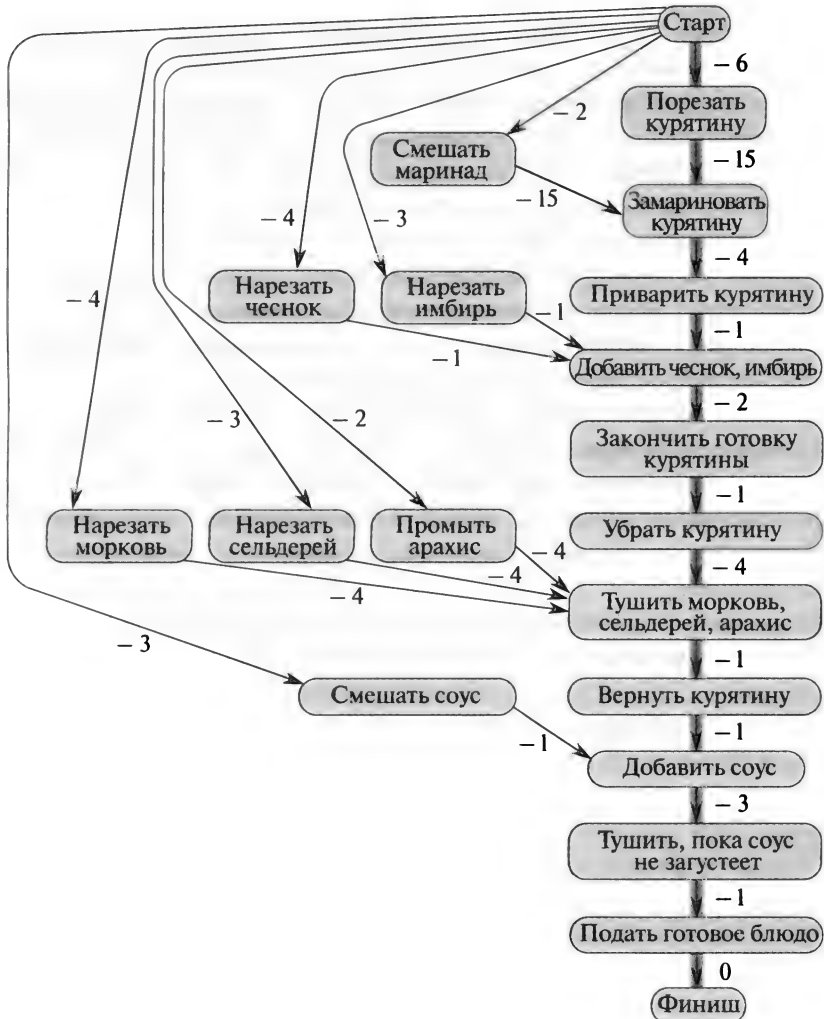 Старт
– 6
Порезать
курятину
– 2
Смешать
маринад
– 15
– 15
Замариновать
курятину
– 4
– 3
– 4
– 4
Нарезать
чеснок
Нарезать
имбирь
Приварить курятину
– 1
– 1
– 1
Добавить чеснок, имбирь
– 2
– 3
– 2
Закончить готовку
курятины
– 1
Нарезать
морковь
Нарезать
сельдерей
Промыть
арахис
Убрать курятину
– 4
– 4
– 4
– 4
Тушить морковь,
сельдерей, арахис
– 3
– 1
Смешать соус
Вернуть курятину
– 1
– 1
Добавить соус
– 3
Тушить, пока соус
не загустеет
– 1
Подать готовое блюдо
0
Финиш